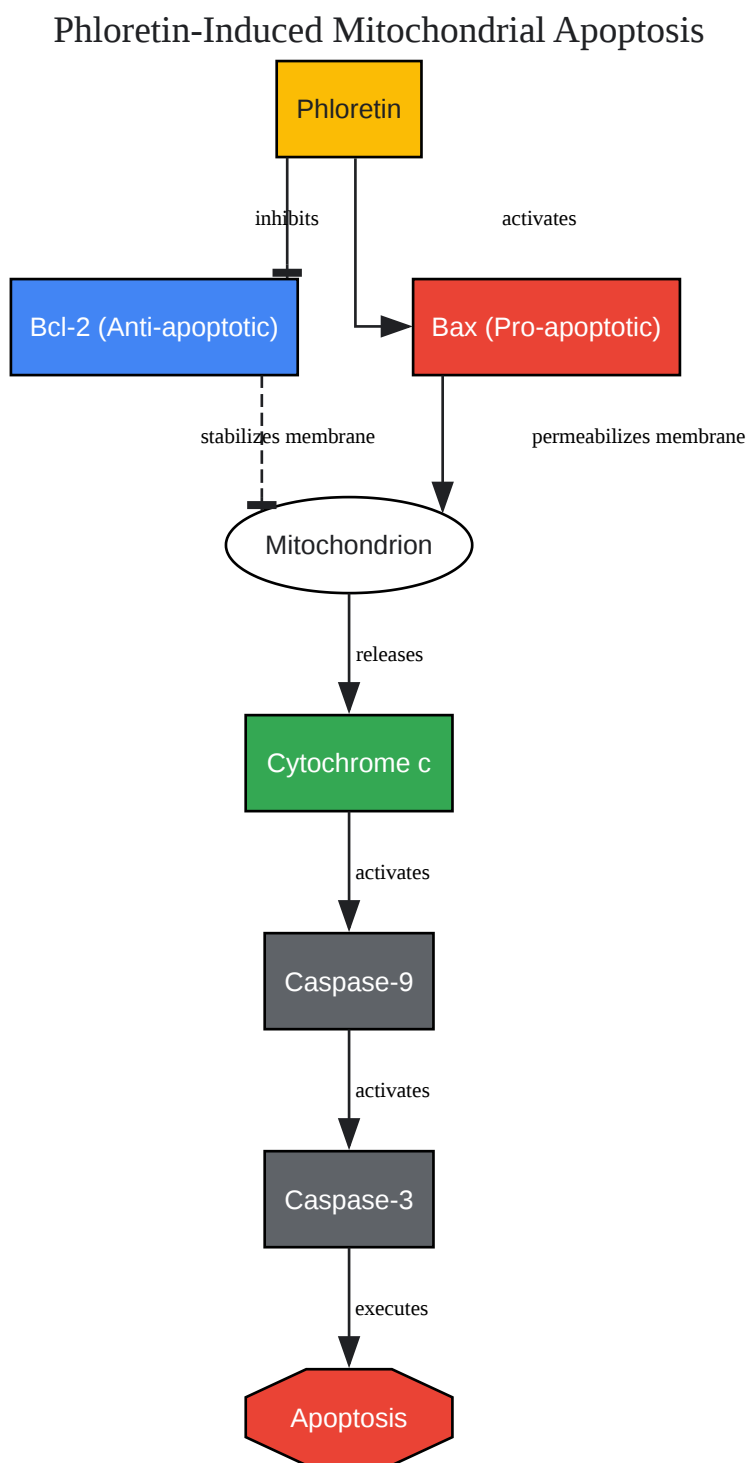 Phloretin-Induced Mitochondrial Apoptosis
Phloretin
inhibits
activates
Bcl-2 (Anti-apoptotic)
Bax (Pro-apoptotic)
stabilizes membrane
permeabilizes membrane
Mitochondrion
releases
Cytochrome c
activates
Caspase-9
activates
Caspase-3
executes
Apoptosis